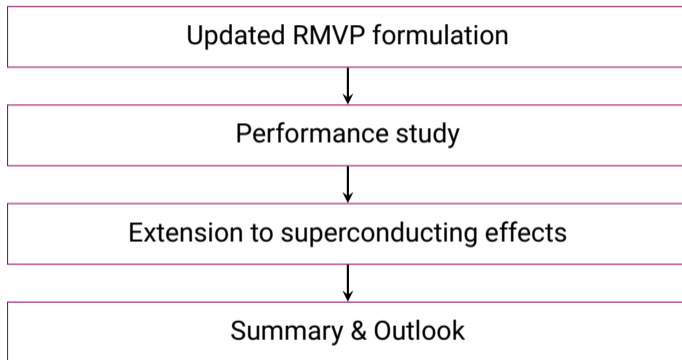 Updated RMVP formulation
Performance study
Extension to superconducting effects
Summary & Outlook